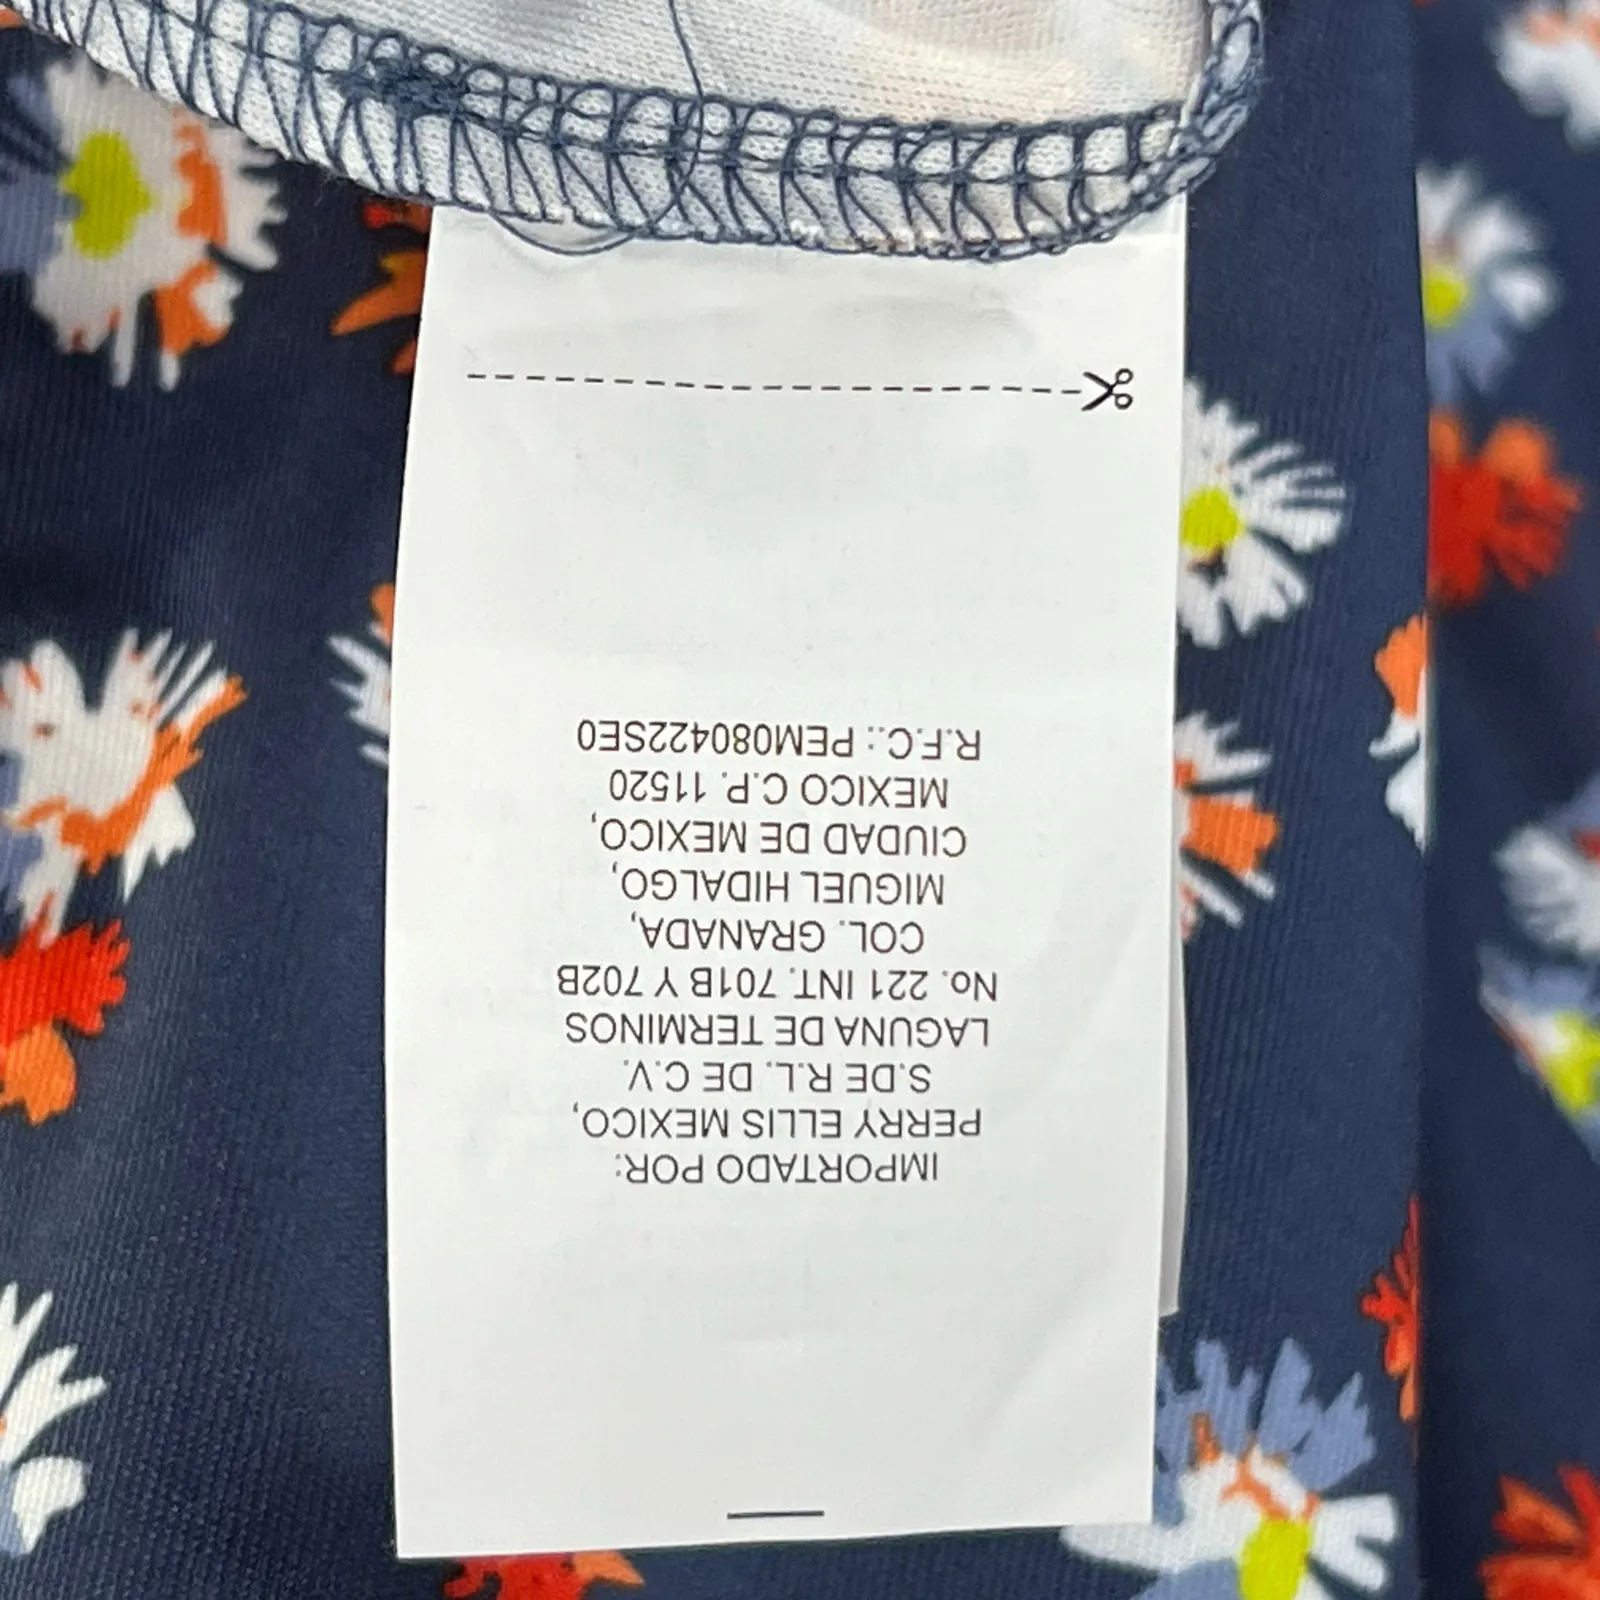 IMPORTADO POR:
PERRY ELLIS MEXICO,
S.DE R.L. DE C.V.
LAGUNA DE TERMINOS
No. 221 INT. 701B Y 702B
COL. GRANADA,
MIGUEL HIDALGO,
CIUDAD DE MEXICO,
MEXICO C.P. 11520
R.F.C.: PEM080422SE0